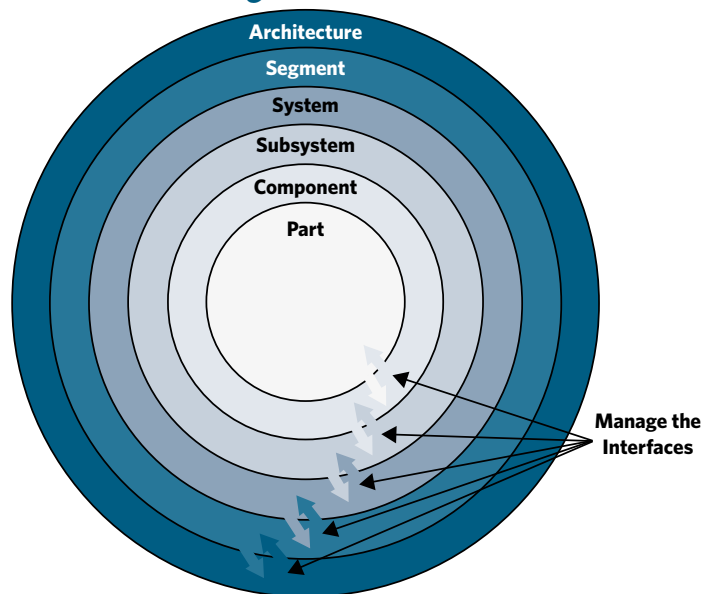 Architecture
Segment
System
Subsystem
Component
Part
Manage the
Interfaces